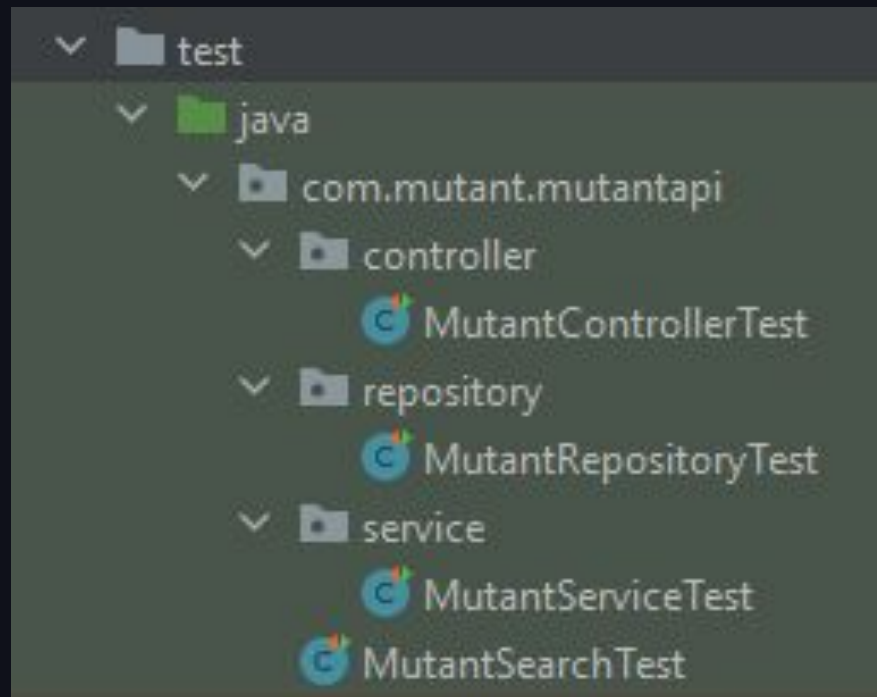 test
java
com.mutant.mutantapi
controller
C MutantControllerTest
repository
C MutantRepositoryTest
service
C MutantServiceTest
C MutantSearchTest